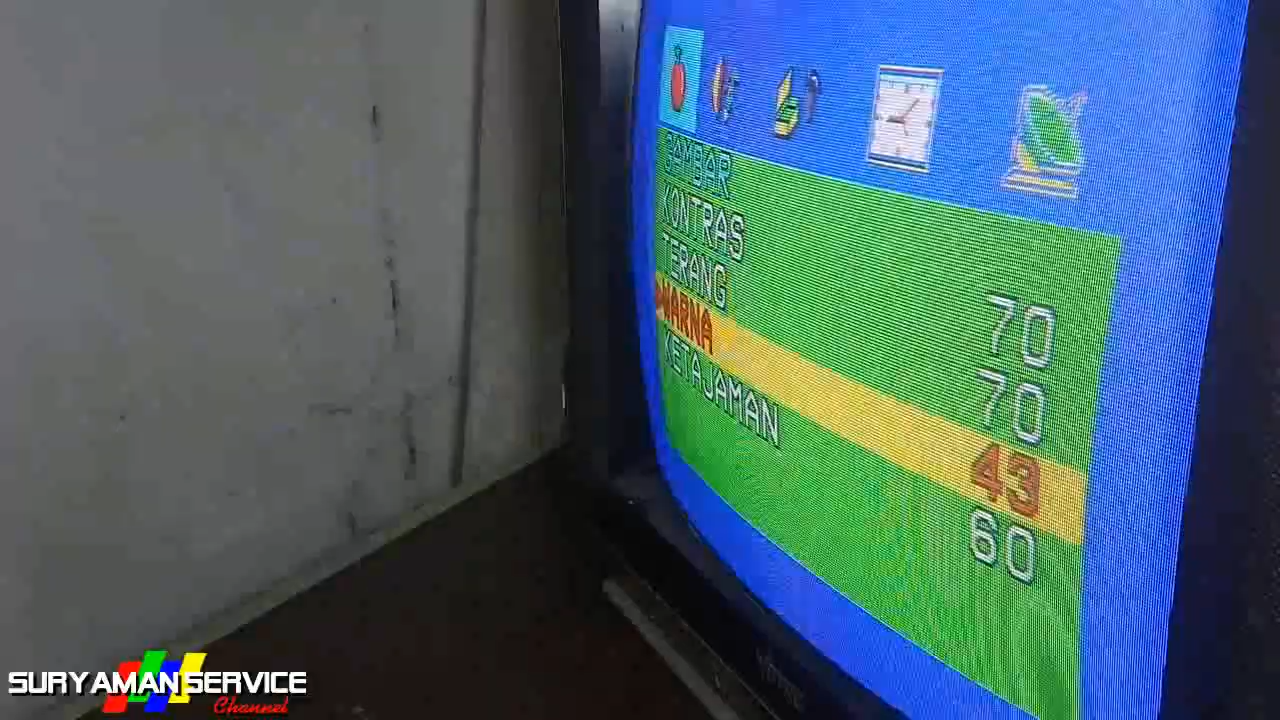 GAMBAR
KONTRAS 70
TERANG 70
WARNA 43
KETAJAMAN 60
SURYAMAN SERVICE
Channel